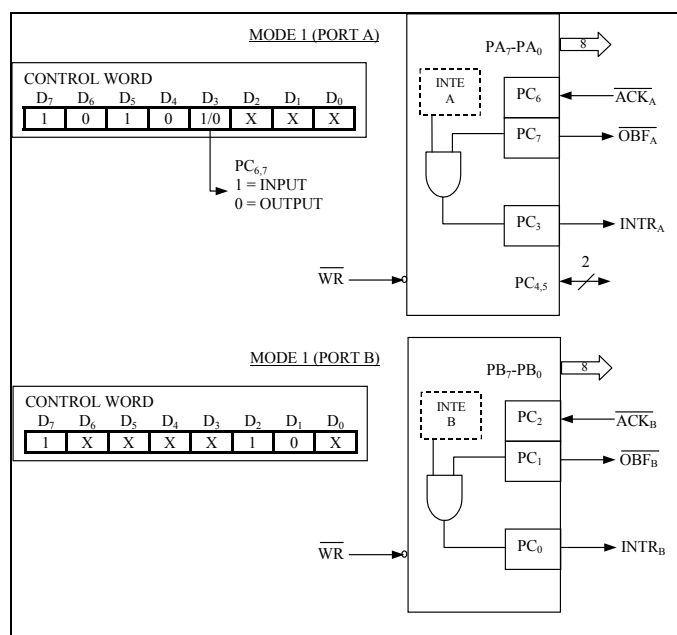 MODE 1 (PORT A)
CONTROL WORD
D7 D6 D5 D4 D3 D2 D1 D0
1 0 1 0 1/0 X X X
PC6,7
1 = INPUT
0 = OUTPUT
WR
PA7-PA0
8
INTE
A
PC6
ACKA
PC7
OBFA
PC3
INTRA
PC4,5
2
MODE 1 (PORT B)
CONTROL WORD
D7 D6 D5 D4 D3 D2 D1 D0
1 X X X X 1 0 X
WR
PB7-PB0
8
INTE
B
PC2
ACKB
PC1
OBFB
PC0
INTRB